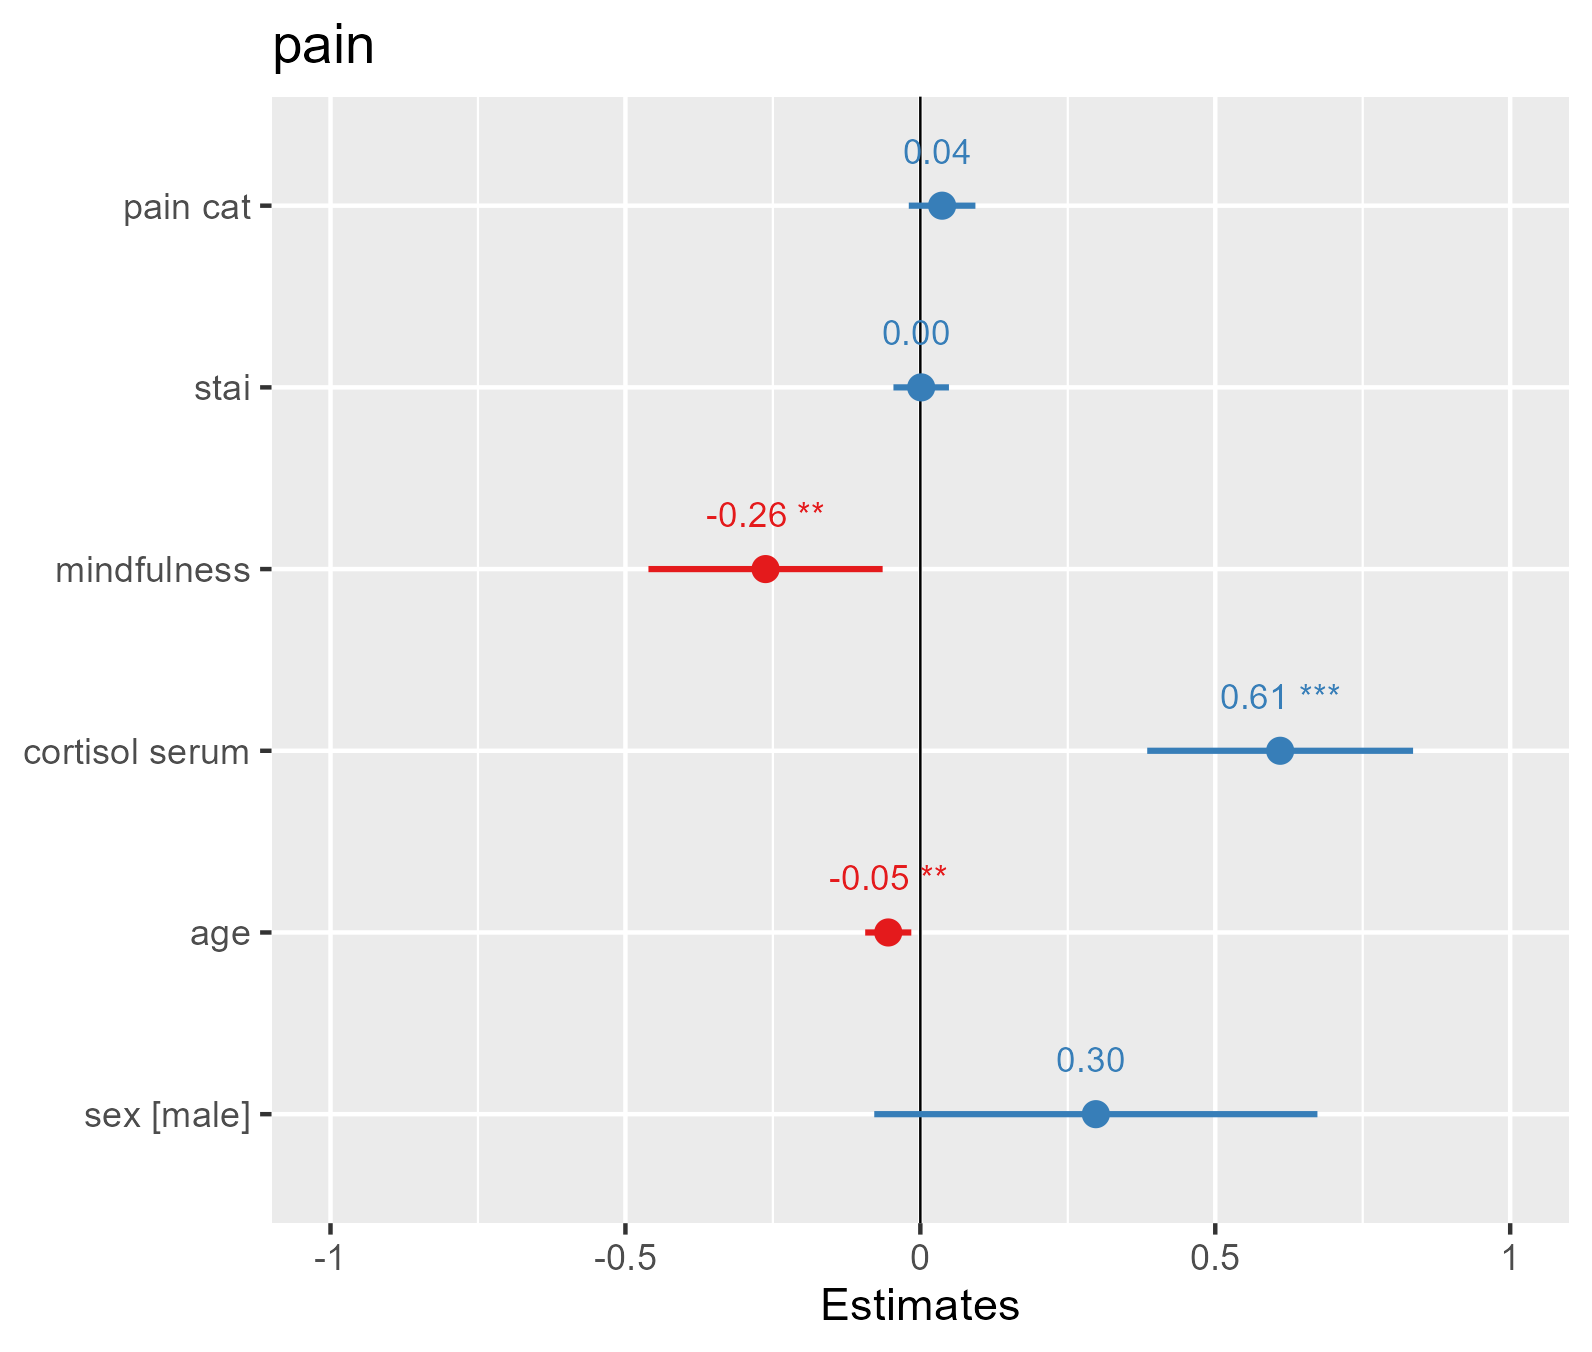 pain
pain cat
0.04
stai
0.00
mindfulness
-0.26 **
cortisol serum
0.61 ***
age
-0.05 **
sex [male]
0.30
-1 -0.5 0 0.5 1
Estimates